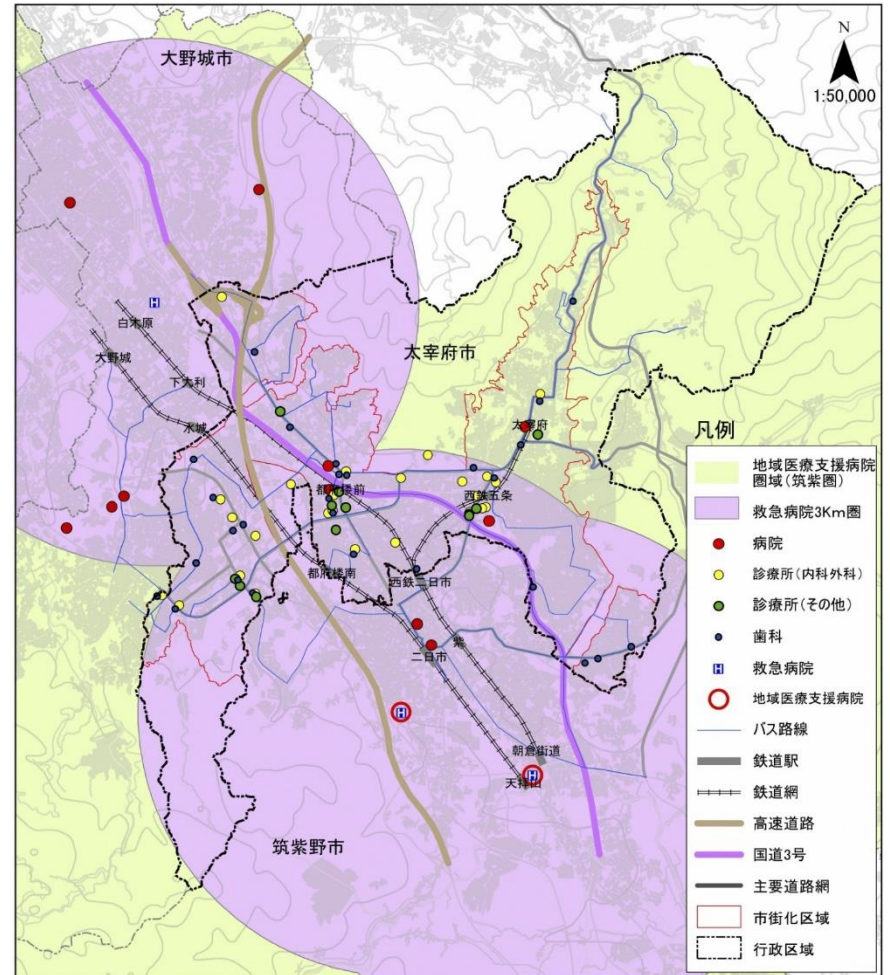 大野城市
N
1:50,000
白木原
大野城
下大利
水城
太宰府市
太宰府
都府楼前
西鉄五条
都府楼南
西鉄二日市
紫
二日市
朝倉街道
天拝山
筑紫野市
凡例
地域医療支援病院
圏域(筑紫圏)
救急病院3Km圏
病院
診療所(内科外科)
診療所(その他)
歯科
H
救急病院
地域医療支援病院
バス路線
鉄道駅
鉄道網
高速道路
国道3号
主要道路網
市街化区域
行政区域
H
H
H